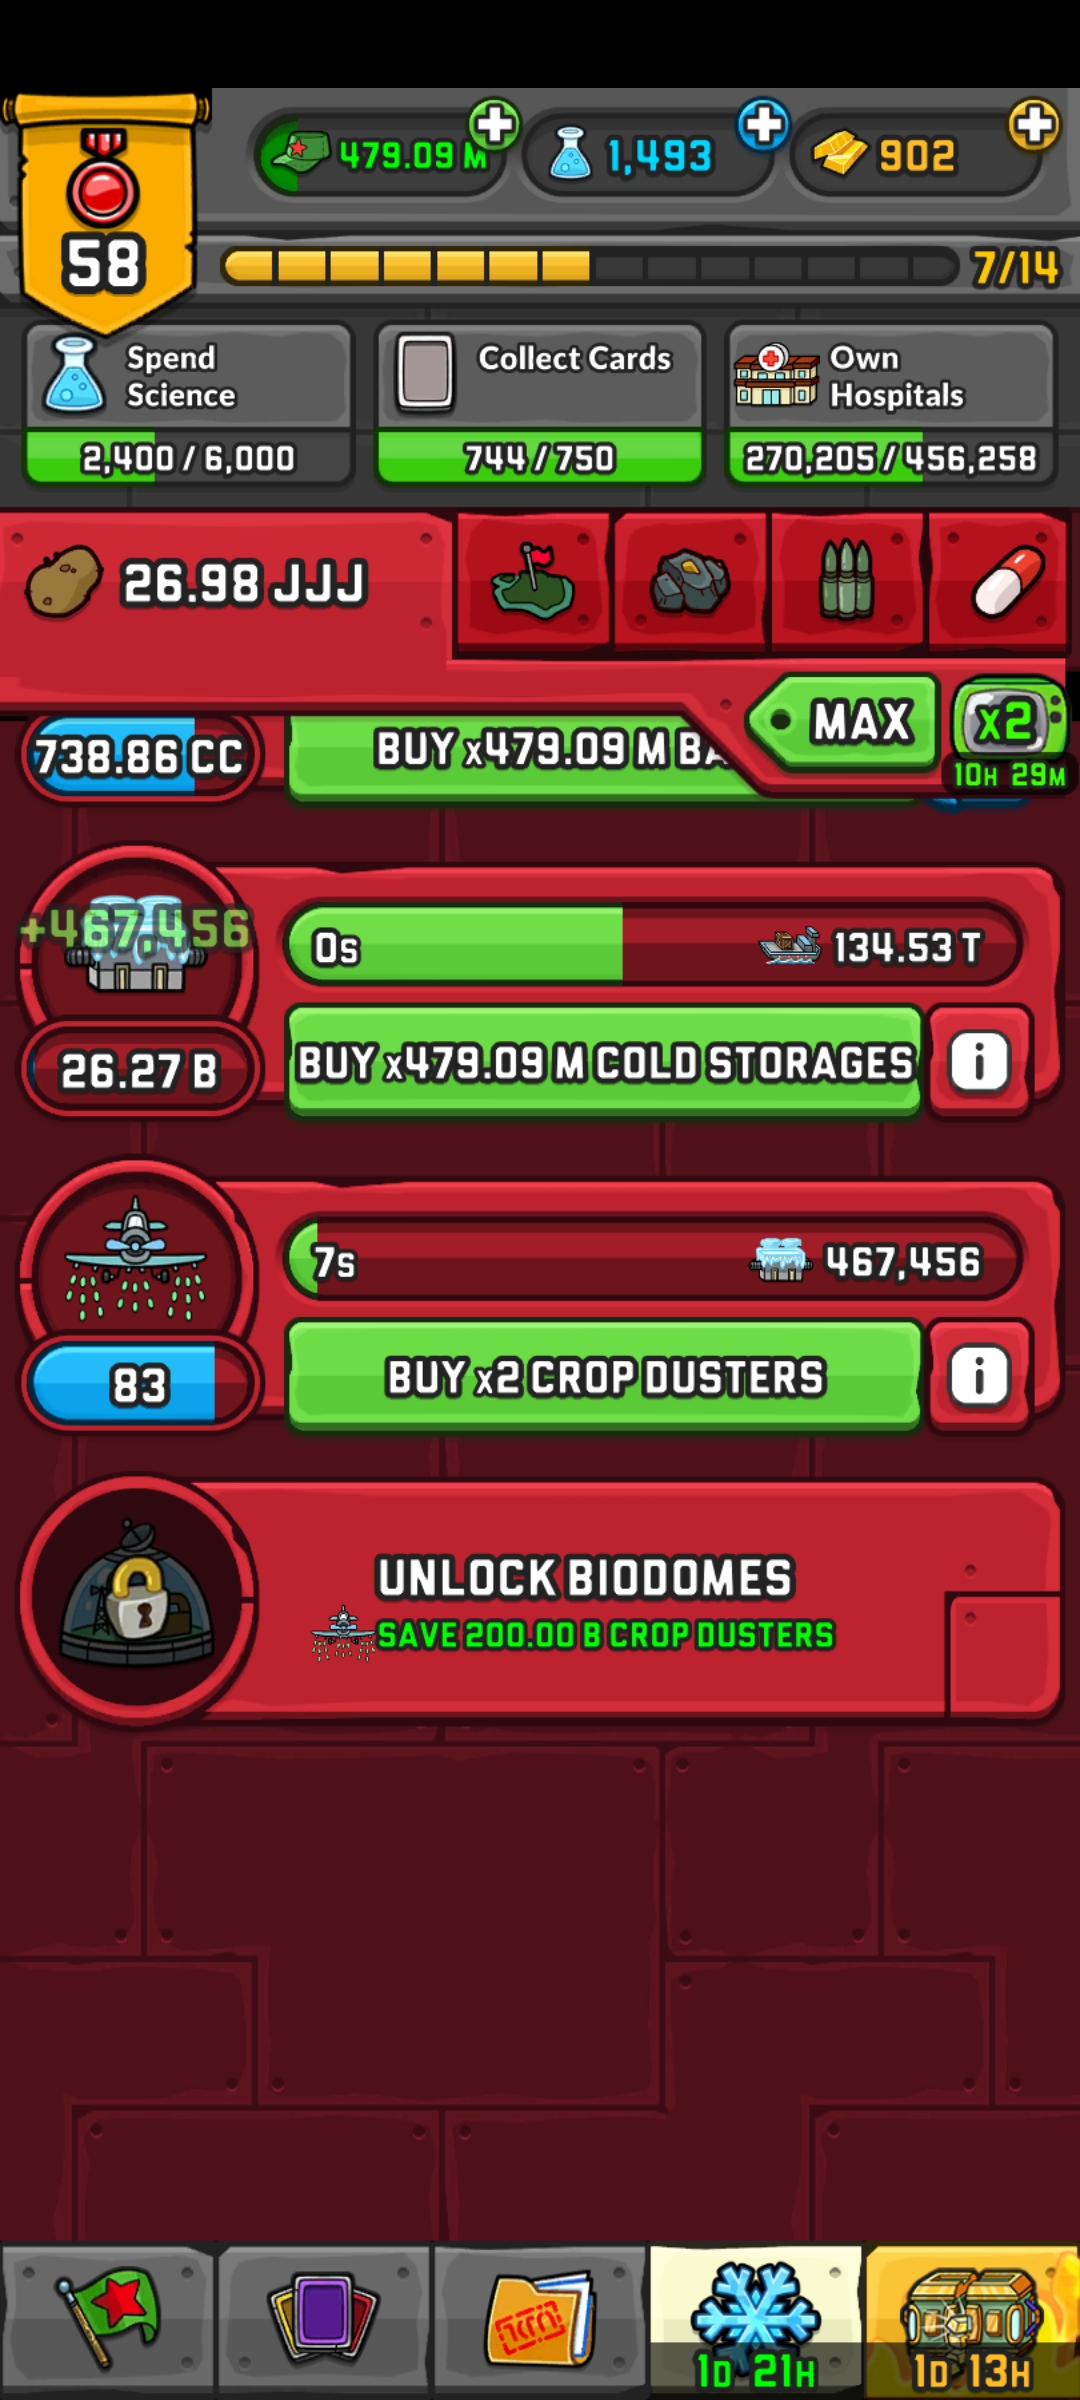 58
479.09 M
1,493
902
7/14
Spend
Science
2,400 / 6,000
Collect Cards
744 / 750
Own
Hospitals
270,205 / 456,258
26.98 JJJ
MAX
x2
10H 29M
738.86 CC
BUY x479.09 M
+467,456
0s
134.53 T
26.27 B
BUY x479.09 M COLD STORAGES
i
7s
467,456
83
BUY x2 CROP DUSTERS
i
UNLOCK BIODOMES
SAVE 200.00 B CROP DUSTERS
1D 21H
1D 13H